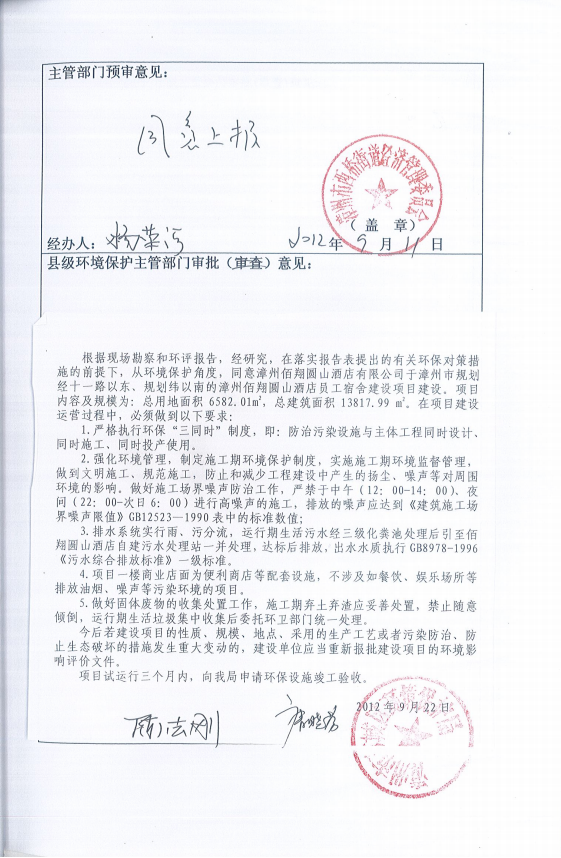 主管部门预审意见：
同意上报
漳州市西桥街道经济管理委员会
（盖 章）
经办人：杨荣
2012年9月11日
县级环境保护主管部门审批（审查）意见：
根据现场勘察和环评报告，经研究，在落实报告表提出的有关环保对策措
施的前提下，从环境保护角度，同意漳州佰翔圆山酒店有限公司于漳州市规划
经十一路以东、规划纬以南的漳州佰翔圆山酒店员工宿舍建设项目建设。项目
内容及规模为：总用地面积 6582.01㎡，总建筑面积 13817.99 ㎡。在项目建设
运营过程中，必须做到以下要求：
1.严格执行环保“三同时”制度，即：防治污染设施与主体工程同时设计、
同时施工、同时投产使用。
2.强化环境管理，制定施工期环境保护制度，实施施工期环境监督管理，
做到文明施工、规范施工，防止和减少工程建设中产生的扬尘、噪声等对周围
环境的影响。做好施工场界噪声防治工作，严禁于中午（12：00-14：00）、夜
间（22：00-次日 6：00）进行高噪声的施工，排放的噪声应达到《建筑施工场
界噪声限值》GB12523—1990 表中的标准数值；
3.排水系统实行雨、污分流，运行期生活污水经三级化粪池处理后引至佰
翔圆山酒店自建污水处理站一并处理，达标后排放，出水水质执行 GB8978-1996
《污水综合排放标准》一级标准。
4.项目一楼商业店面为便利商店等配套设施，不涉及如餐饮、娱乐场所等
排放油烟、噪声等污染环境的项目。
5.做好固体废物的收集处置工作，施工期弃土弃渣应妥善处置，禁止随意
倾倒，运行期生活垃圾集中收集后委托环卫部门统一处理。
今后若建设项目的性质、规模、地点、采用的生产工艺或者污染防治、防
止生态破坏的措施发生重大变动的，建设单位应当重新报批建设项目的环境影
响评价文件。
项目试运行三个月内，向我局申请环保设施竣工验收。
2012 年 9 月 22 日